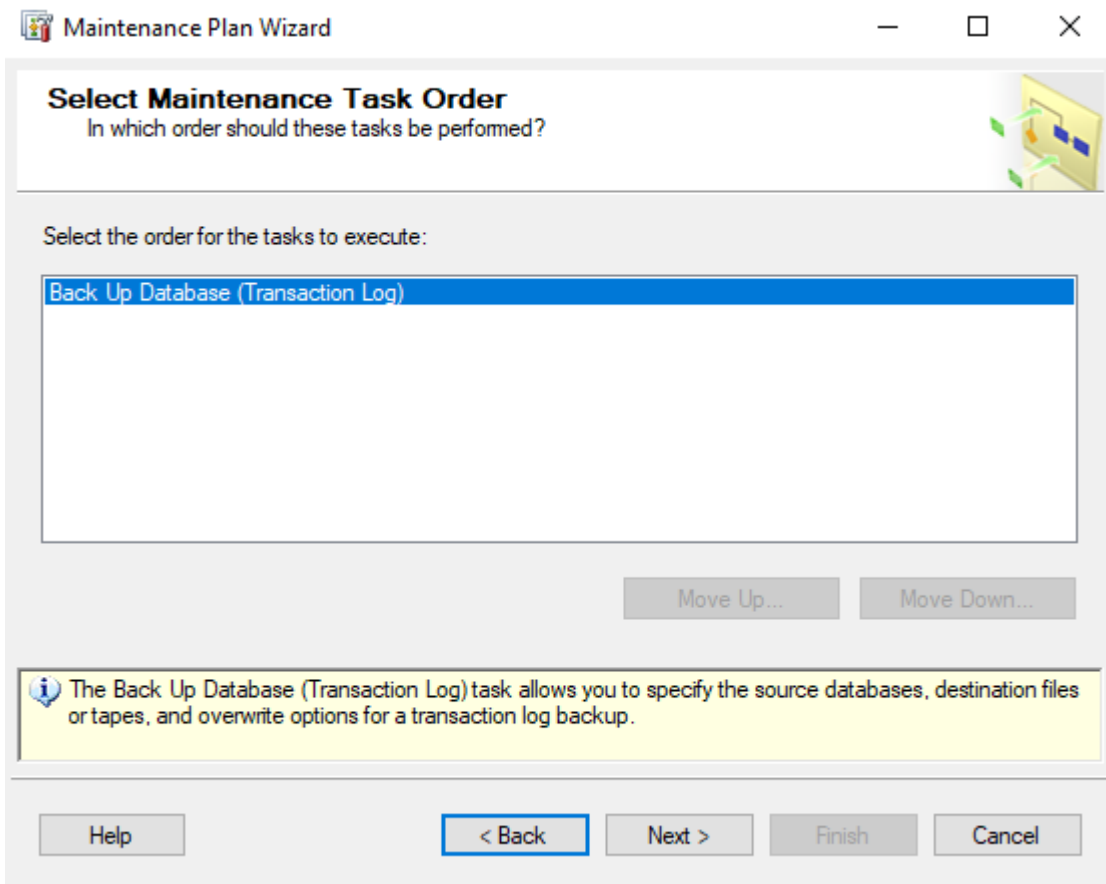 Maintenance Plan Wizard
Select Maintenance Task Order
In which order should these tasks be performed?
Select the order for the tasks to execute:
Back Up Database (Transaction Log)
Move Up...
Move Down...
The Back Up Database (Transaction Log) task allows you to specify the source databases, destination files
or tapes, and overwrite options for a transaction log backup.
Help
< Back
Next >
Finish
Cancel